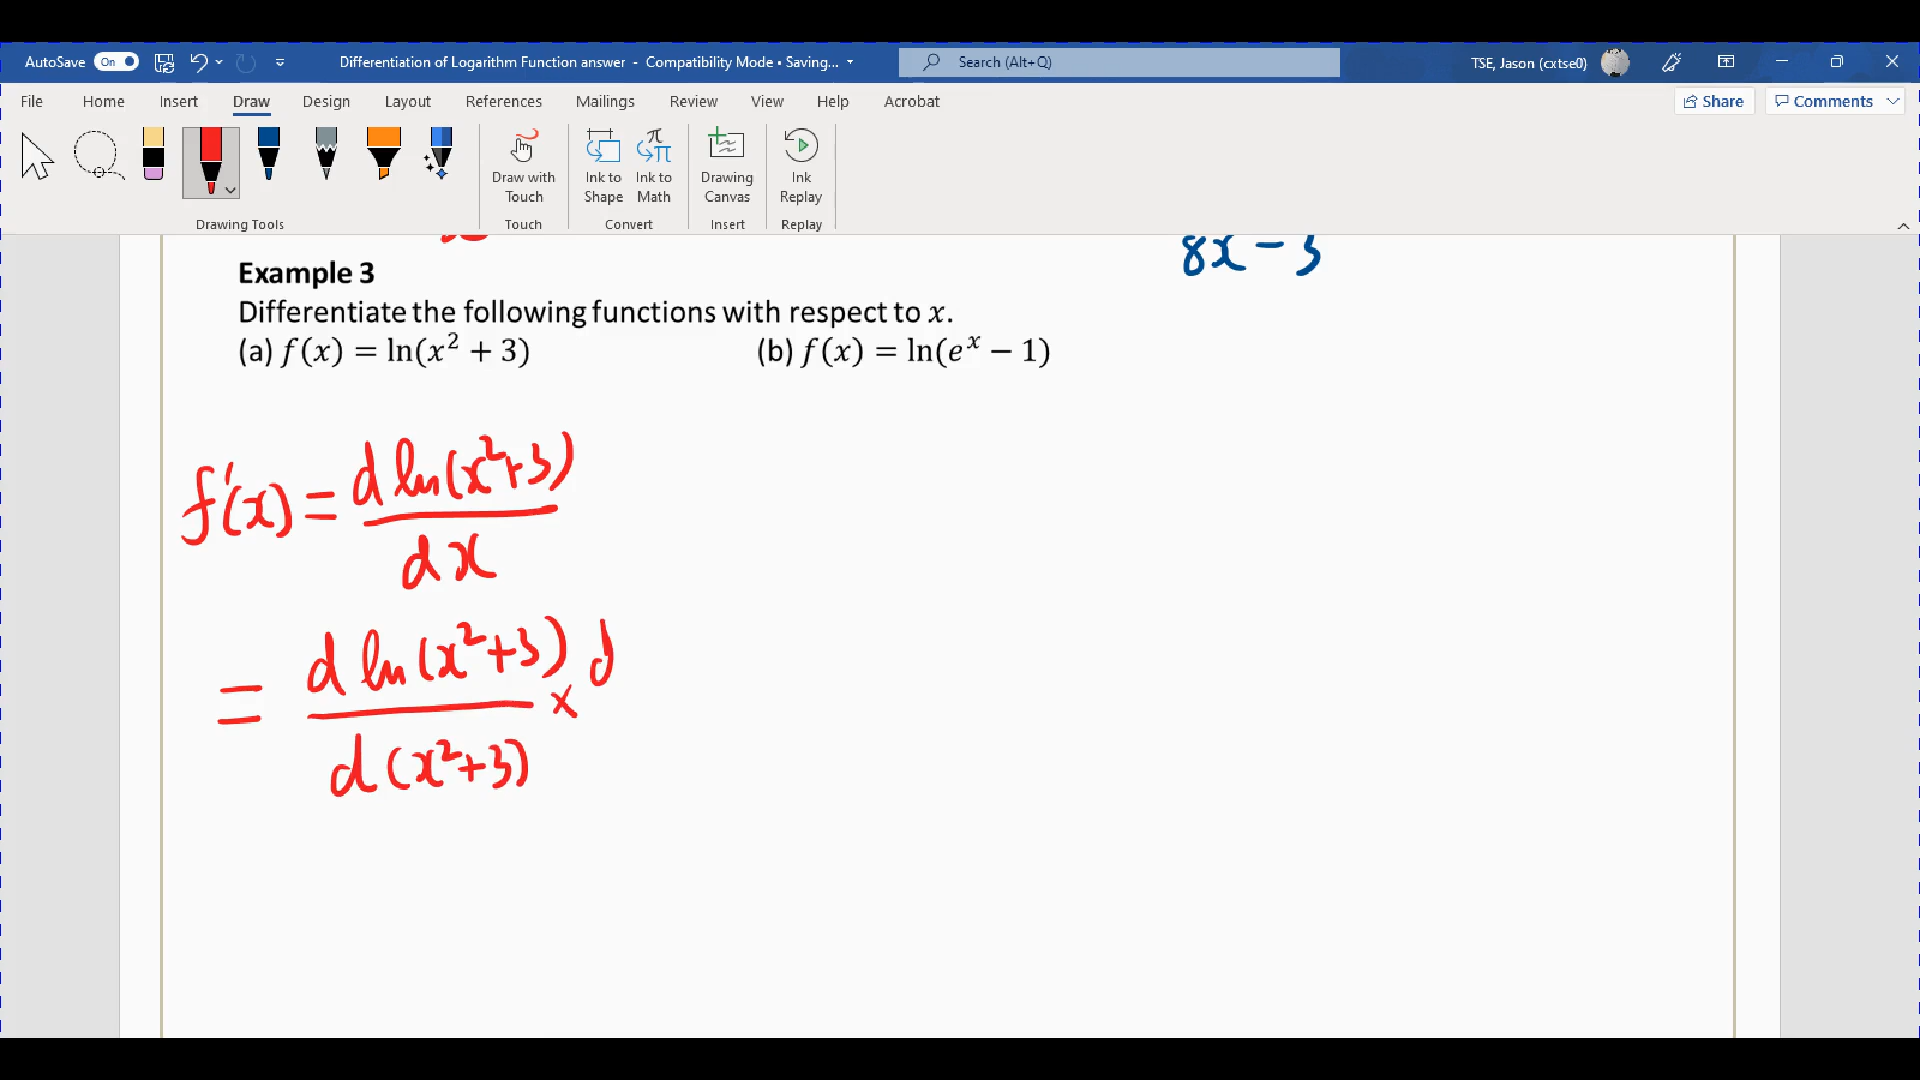 AutoSave On Differentiation of Logarithm Function answer - Compatibility Mode • Saving... Search (Alt+Q) TSE, Jason (cxtse0)
File Home Insert Draw Design Layout References Mailings Review View Help Acrobat Share Comments
Draw with Touch Ink to Shape Ink to Math Drawing Canvas Ink Replay
Drawing Tools Touch Convert Insert Replay
8x - 3
Example 3
Differentiate the following functions with respect to x.
(a) f(x) = ln(x² + 3) (b) f(x) = ln(eˣ − 1)
f'(x) = d ln(x²+3)
dx
= d ln(x²+3) × d
d(x²+3)